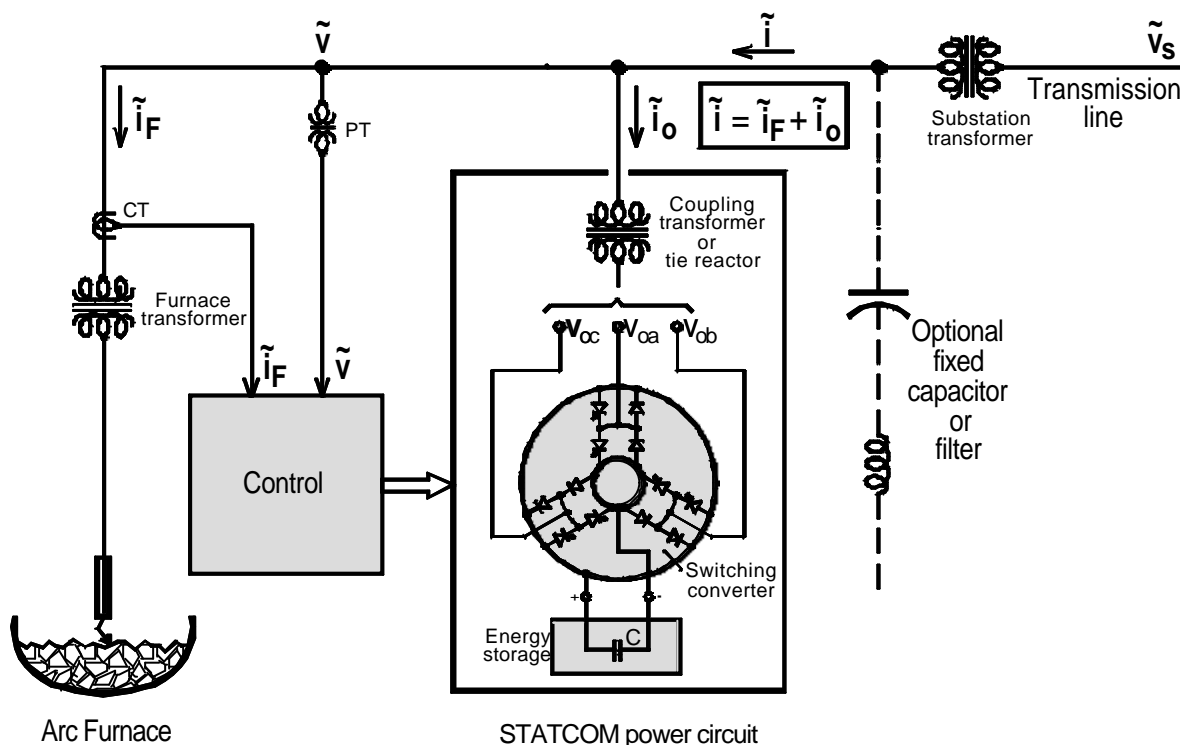 ṽ
ĩ
ṽs
ĩF
PT
ĩo
ĩ = ĩF + ĩo
Substation
transformer
Transmission
line
CT
Coupling
transformer
or
tie reactor
Furnace
transformer
Voc
Voa
Vob
Optional
fixed
capacitor
or
filter
ĩF
ṽ
Control
Switching
converter
+
-
Energy
storage
C
Arc Furnace
STATCOM power circuit